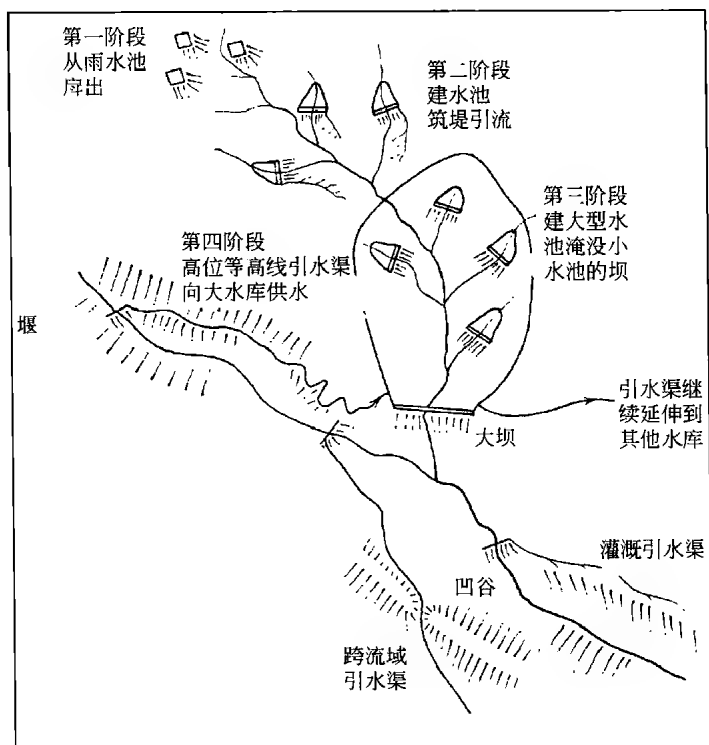 第一阶段
从雨水池
戽出
第二阶段
建水池
筑堤引流
第三阶段
建大型水
池淹没小
水池的坝
第四阶段
高位等高线引水渠
向大水库供水
堰
引水渠继
续延伸到
其他水库
大坝
灌溉引水渠
凹谷
跨流域
引水渠